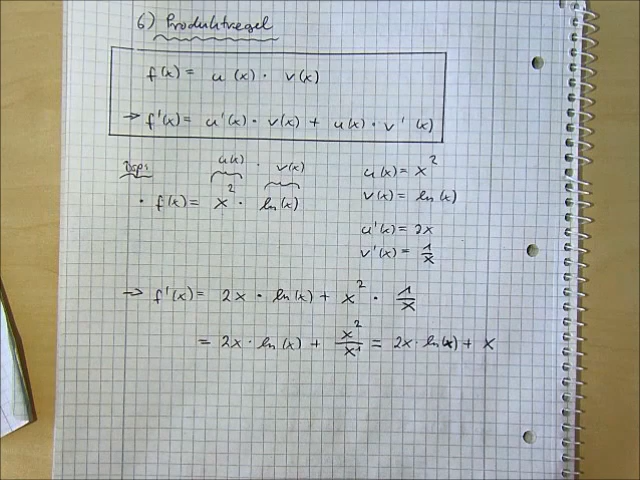 6) Produktregel
f(x) = u(x) · v(x)
→ f'(x) = u'(x) · v(x) + u(x) · v'(x)
Bsp: u(x) · v(x)
· f(x) = x² · ln(x)
u(x) = x²
v(x) = ln(x)
u'(x) = 2x
v'(x) = 1/x
→ f'(x) = 2x · ln(x) + x² · 1/x
= 2x · ln(x) + x²/x¹ = 2x · ln(x) + x